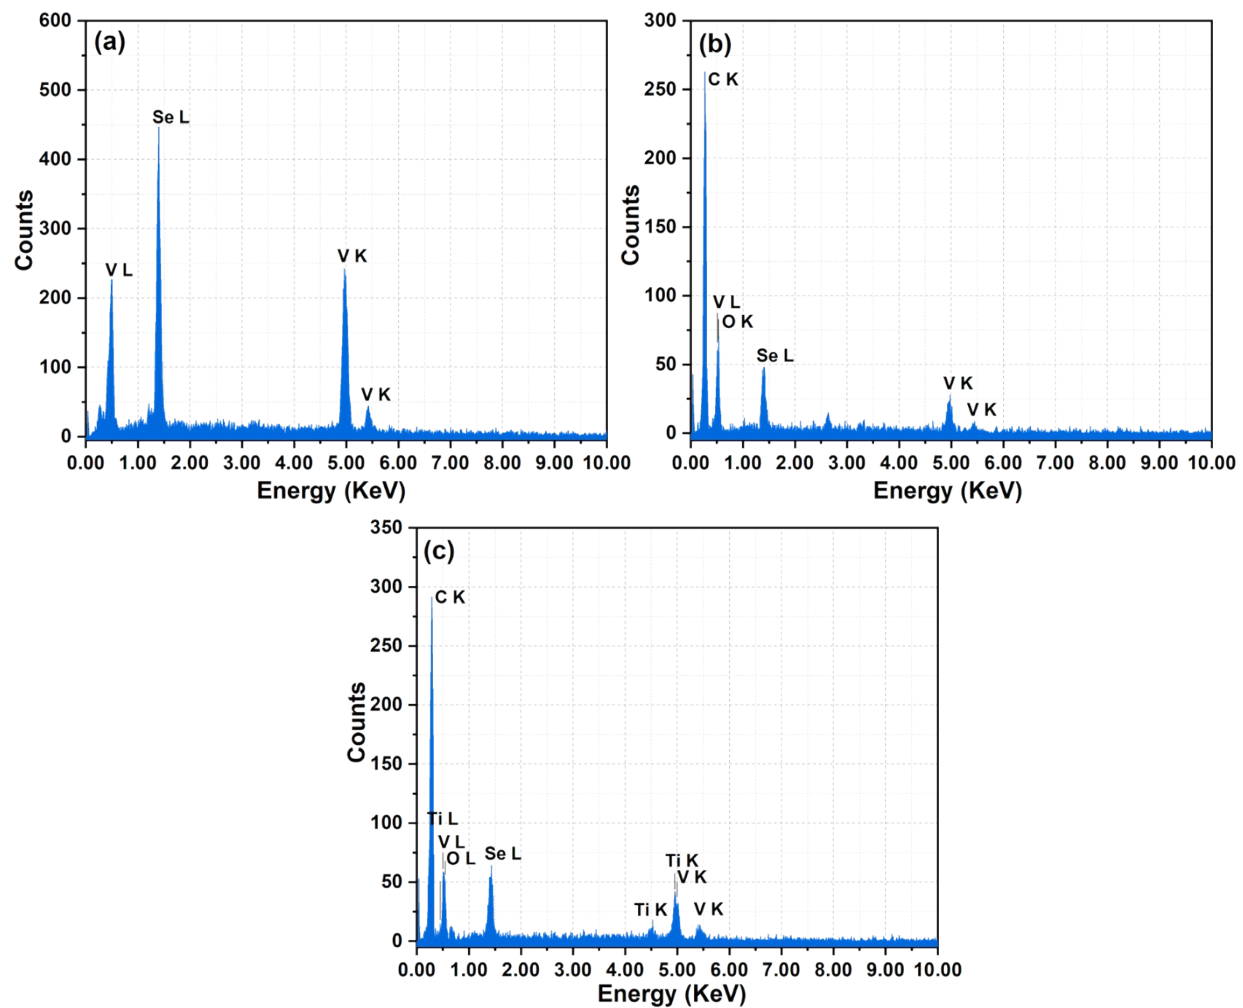 (a)
600
500
400
300
200
100
0
Counts
V L
Se L
V K
V K
0.00 1.00 2.00 3.00 4.00 5.00 6.00 7.00 8.00 9.00 10.00
Energy (KeV)
(b)
300
250
200
150
100
50
0
Counts
C K
V L
O K
Se L
V K
V K
0.00 1.00 2.00 3.00 4.00 5.00 6.00 7.00 8.00 9.00 10.00
Energy (KeV)
(c)
350
300
250
200
150
100
50
0
Counts
C K
Ti L
V L
O L
Se L
Ti K
Ti K
V K
V K
0.00 1.00 2.00 3.00 4.00 5.00 6.00 7.00 8.00 9.00 10.00
Energy (KeV)